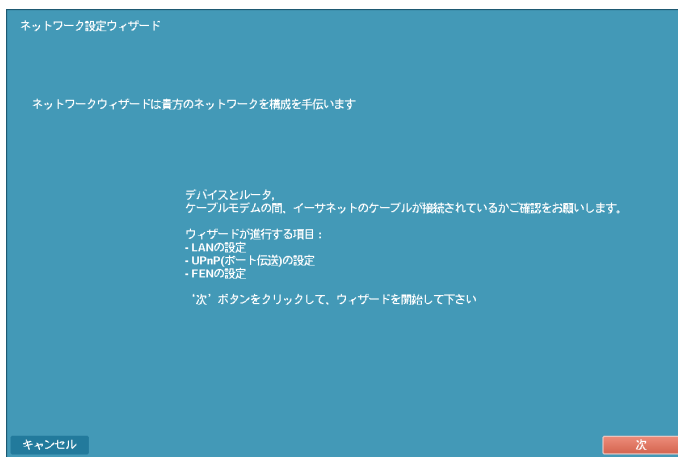 ネットワーク設定ウィザード
ネットワークウィザードは貴方のネットワークを構成を手伝います
デバイスとルータ,
ケーブルモデムの間、イーサネットのケーブルが接続されているかご確認をお願いします。
ウィザードが進行する項目：
- LANの設定
- UPnP(ポート伝送)の設定
- FENの設定
‘次’ボタンをクリックして、ウィザードを開始して下さい
キャンセル
次